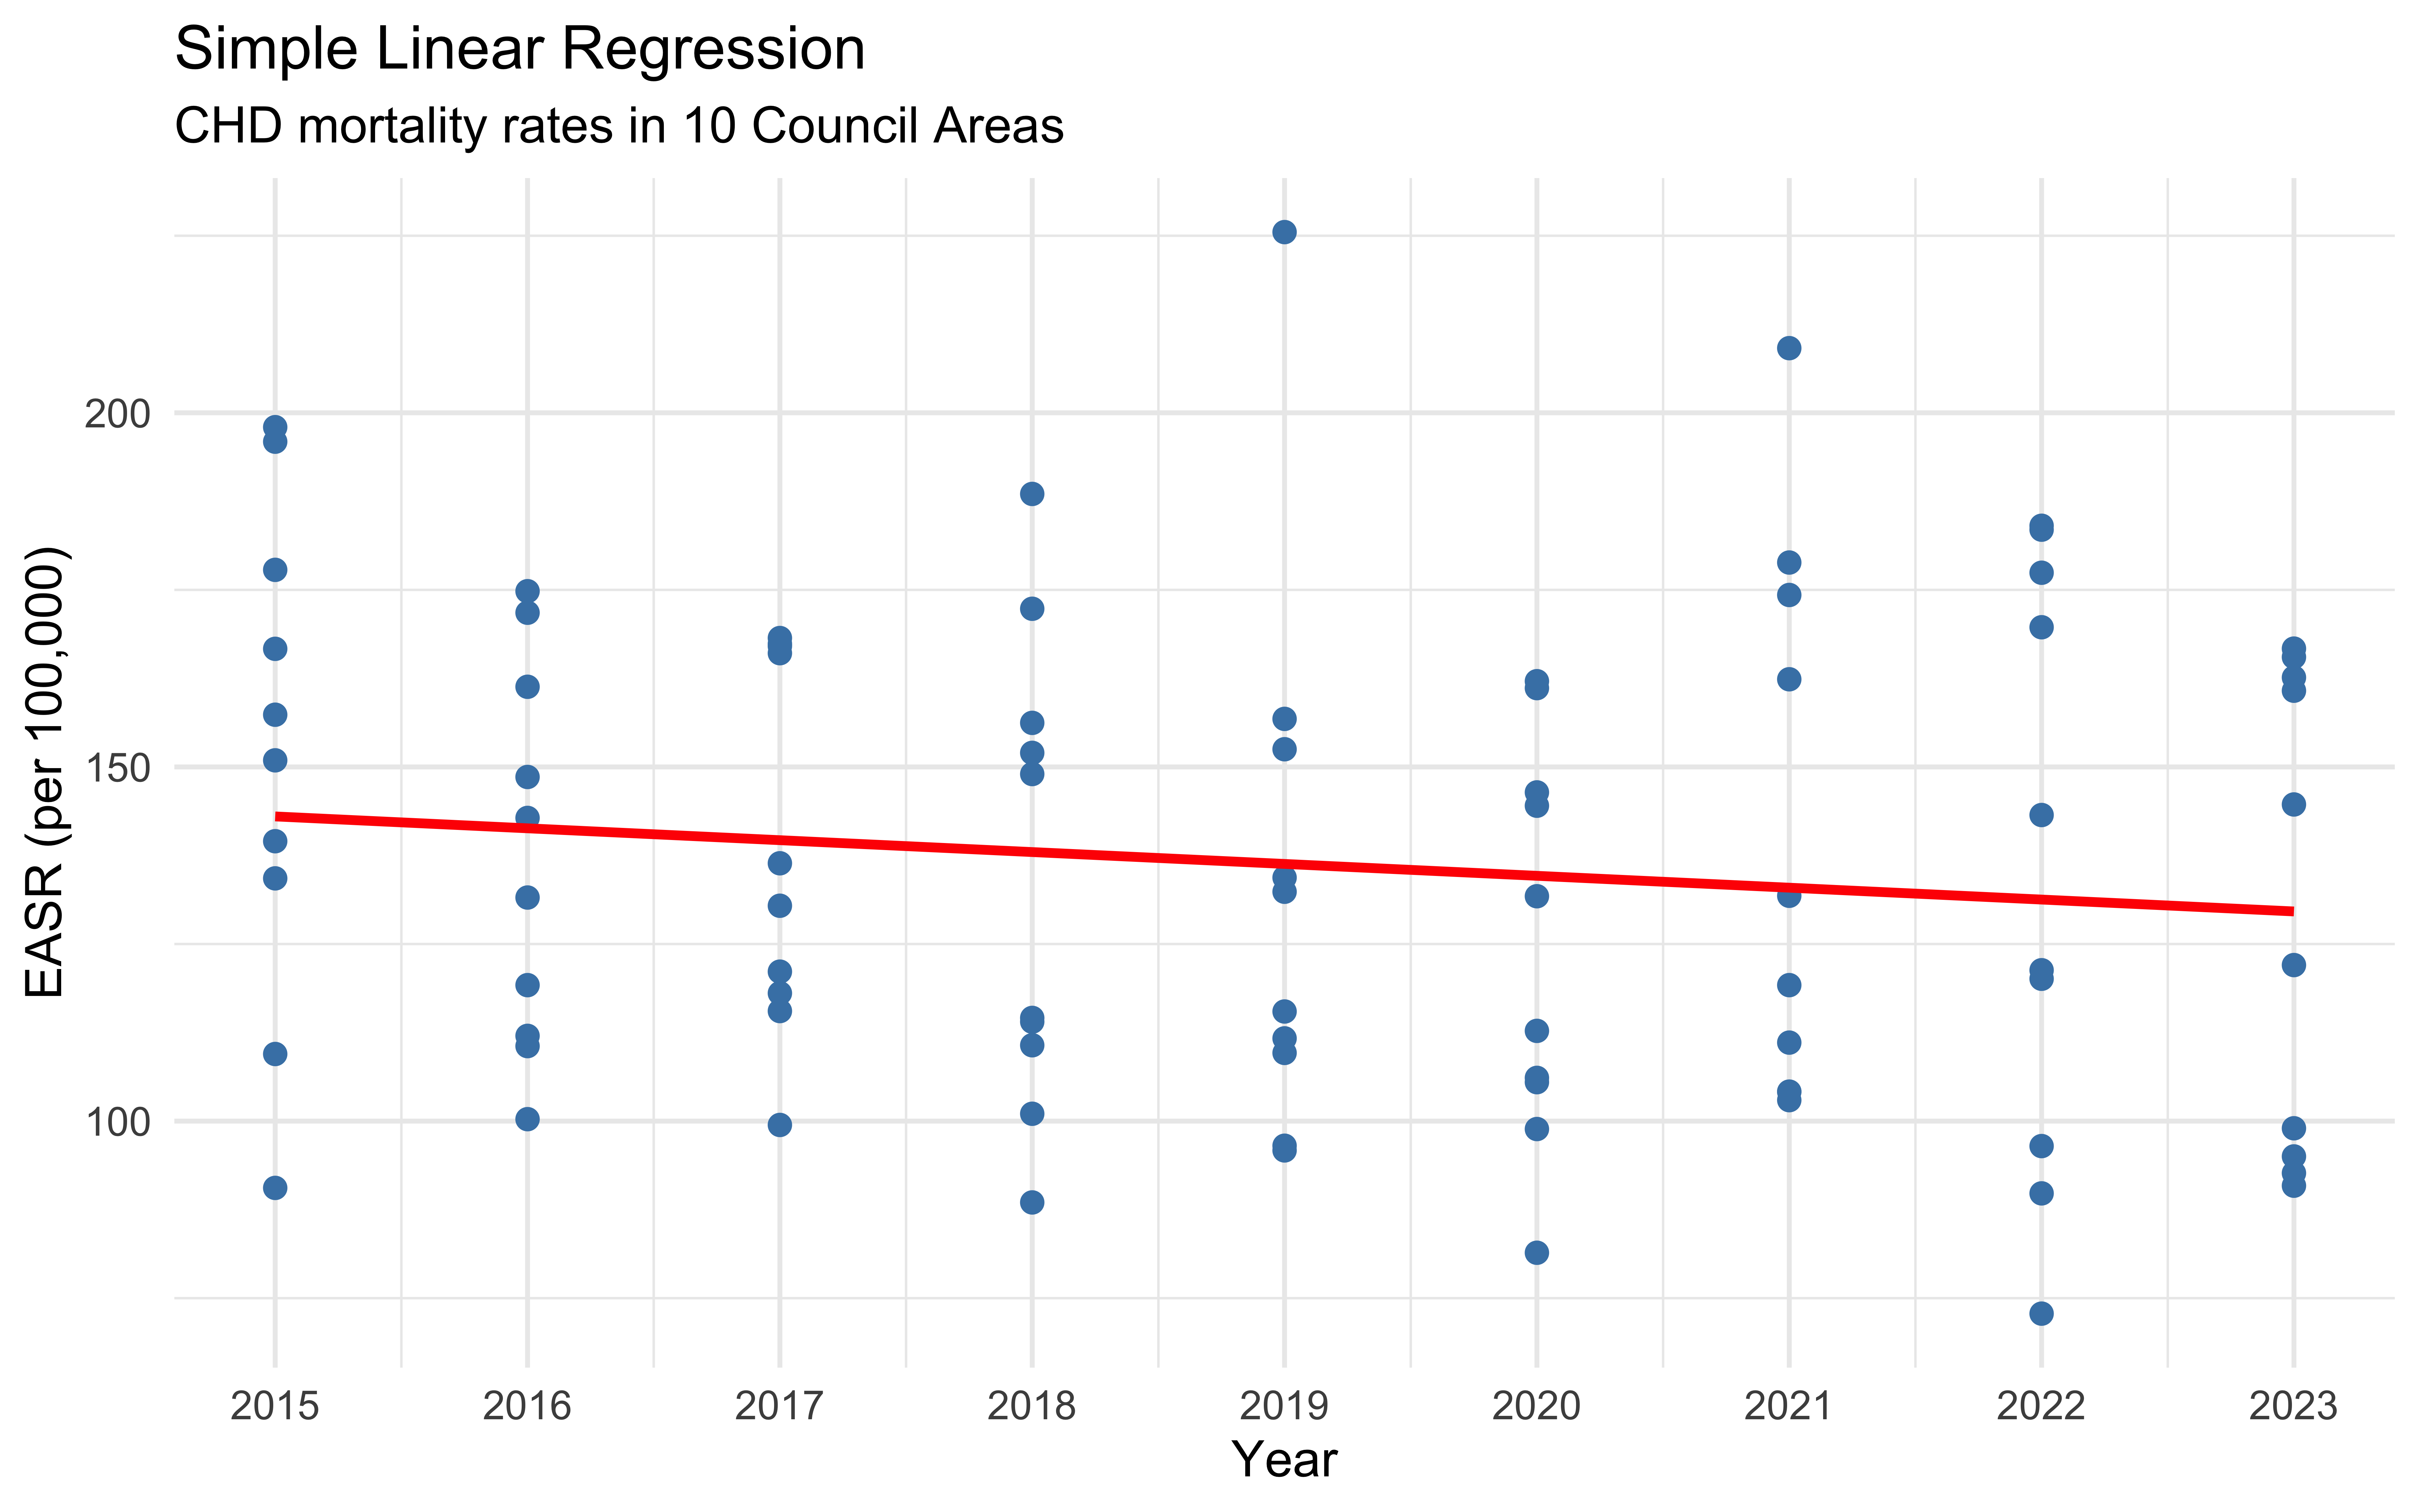 Simple Linear Regression
CHD mortality rates in 10 Council Areas
EASR (per 100,000)
200
150
100
2015 2016 2017 2018 2019 2020 2021 2022 2023
Year